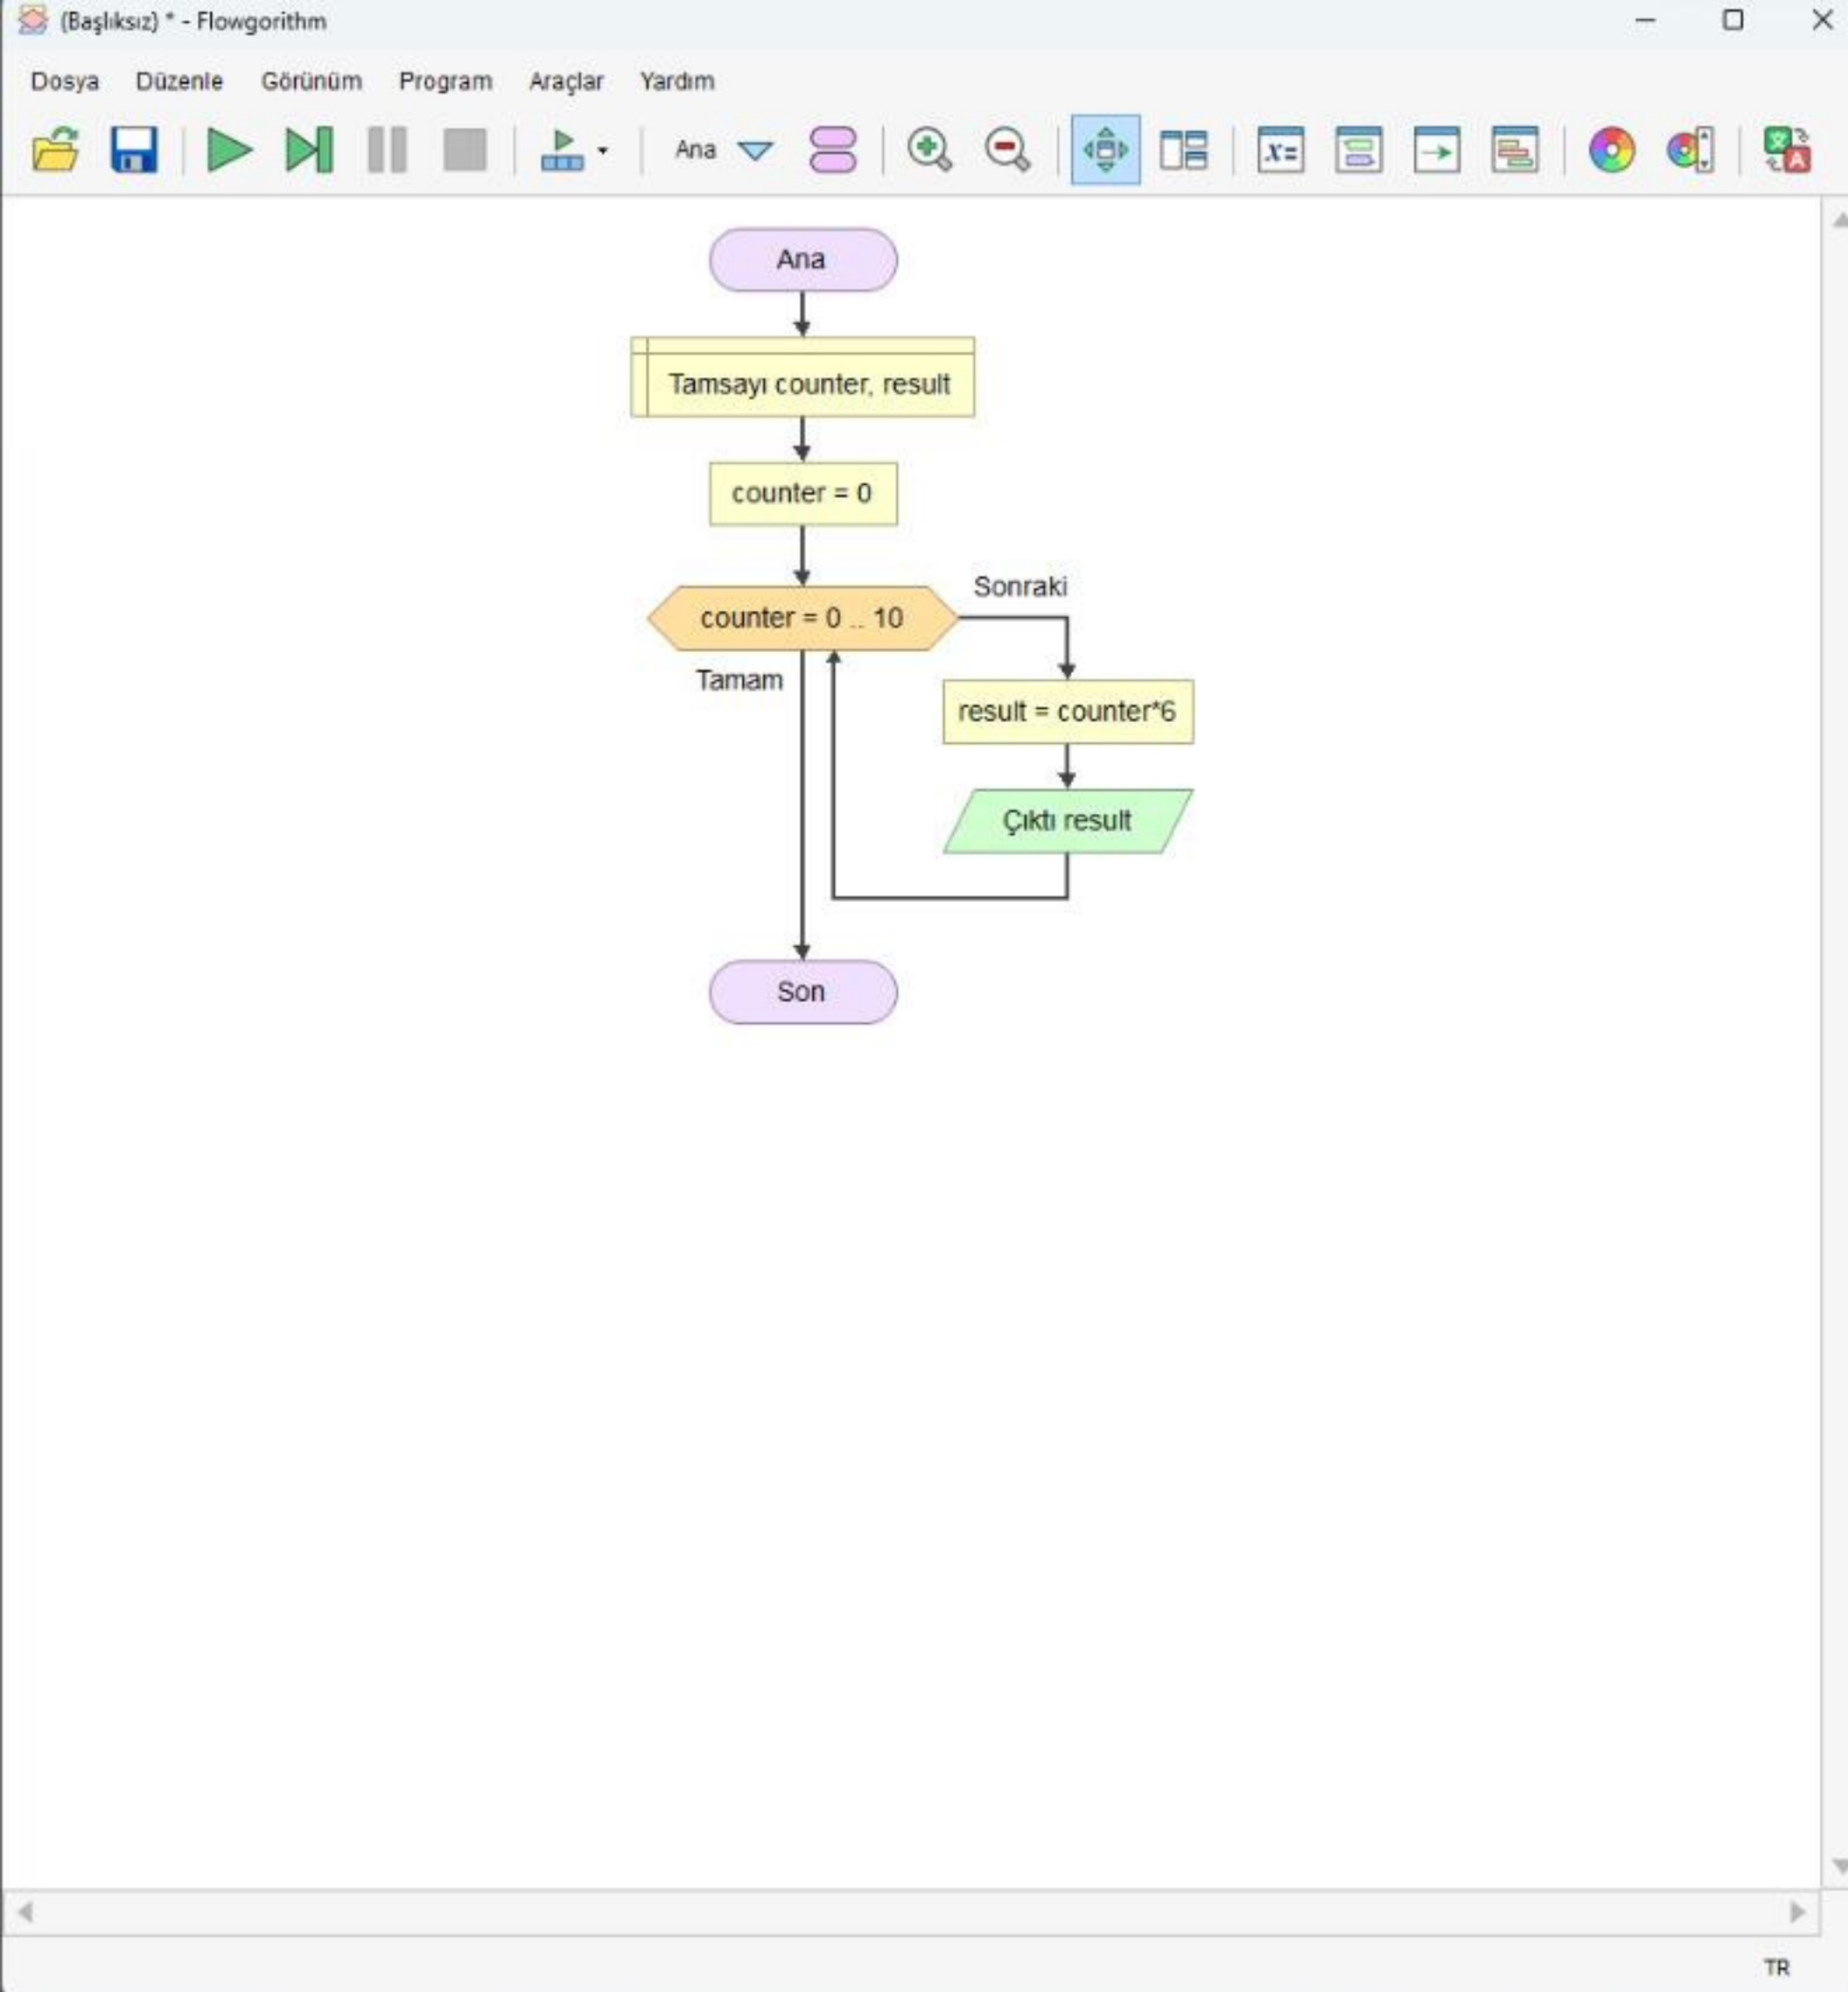 (Başlıksız) * - Flowgorithm
Dosya Düzenle Görünüm Program Araçlar Yardım
Ana
x=
A
Ana
Tamsayı counter, result
counter = 0
Sonraki
counter = 0 .. 10
Tamam
result = counter*6
Çıktı result
Son
TR